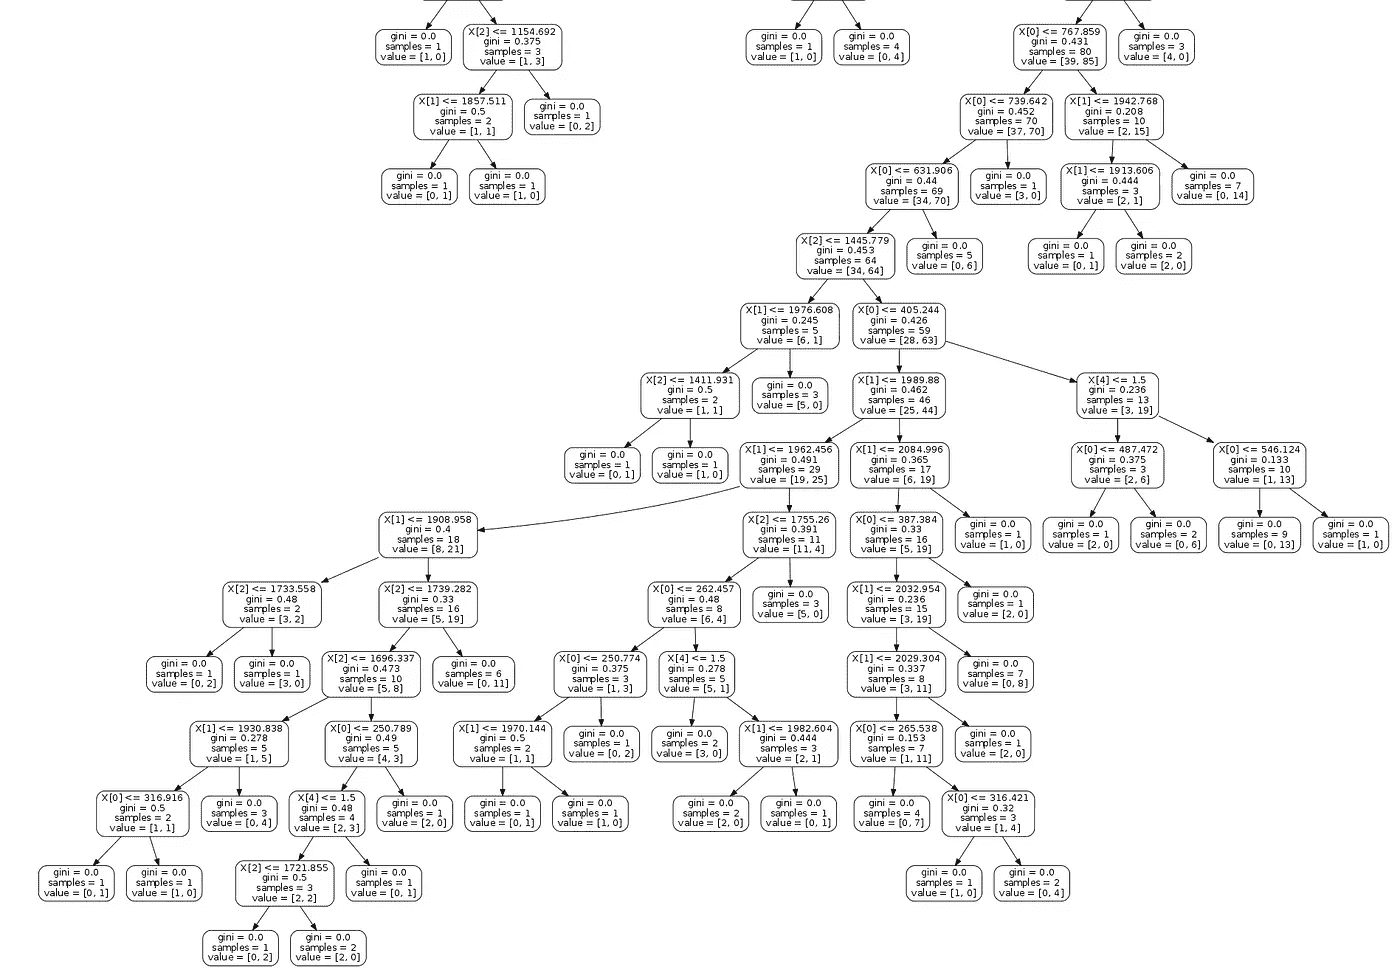 gini = 0.0
samples = 1
value = [1, 0]
X[2] <= 1154.692
gini = 0.375
samples = 3
value = [1, 3]
gini = 0.0
samples = 1
value = [1, 0]
gini = 0.0
samples = 4
value = [0, 4]
X[0] <= 767.859
gini = 0.431
samples = 80
value = [39, 85]
gini = 0.0
samples = 3
value = [4, 0]
X[1] <= 1857.511
gini = 0.5
samples = 2
value = [1, 1]
gini = 0.0
samples = 1
value = [0, 2]
X[0] <= 739.642
gini = 0.452
samples = 70
value = [37, 70]
X[1] <= 1942.768
gini = 0.208
samples = 10
value = [2, 15]
gini = 0.0
samples = 1
value = [0, 1]
gini = 0.0
samples = 1
value = [1, 0]
X[0] <= 631.906
gini = 0.44
samples = 69
value = [34, 70]
gini = 0.0
samples = 1
value = [3, 0]
X[1] <= 1913.606
gini = 0.444
samples = 3
value = [2, 1]
gini = 0.0
samples = 7
value = [0, 14]
X[2] <= 1445.779
gini = 0.453
samples = 64
value = [34, 64]
gini = 0.0
samples = 5
value = [0, 6]
gini = 0.0
samples = 1
value = [0, 1]
gini = 0.0
samples = 2
value = [2, 0]
X[1] <= 1976.608
gini = 0.245
samples = 5
value = [6, 1]
X[0] <= 405.244
gini = 0.426
samples = 59
value = [28, 63]
X[2] <= 1411.931
gini = 0.5
samples = 2
value = [1, 1]
gini = 0.0
samples = 3
value = [5, 0]
X[1] <= 1989.88
gini = 0.462
samples = 46
value = [25, 44]
X[4] <= 1.5
gini = 0.236
samples = 13
value = [3, 19]
gini = 0.0
samples = 1
value = [0, 1]
gini = 0.0
samples = 1
value = [1, 0]
X[1] <= 1962.456
gini = 0.491
samples = 29
value = [19, 25]
X[1] <= 2084.996
gini = 0.365
samples = 17
value = [6, 19]
X[0] <= 487.472
gini = 0.375
samples = 3
value = [2, 6]
X[0] <= 546.124
gini = 0.133
samples = 10
value = [1, 13]
X[1] <= 1908.958
gini = 0.4
samples = 18
value = [8, 21]
X[2] <= 1755.26
gini = 0.391
samples = 11
value = [11, 4]
X[0] <= 387.384
gini = 0.33
samples = 16
value = [5, 19]
gini = 0.0
samples = 1
value = [1, 0]
gini = 0.0
samples = 1
value = [2, 0]
gini = 0.0
samples = 2
value = [0, 6]
gini = 0.0
samples = 9
value = [0, 13]
gini = 0.0
samples = 1
value = [1, 0]
X[2] <= 1733.558
gini = 0.48
samples = 2
value = [3, 2]
X[2] <= 1739.282
gini = 0.33
samples = 16
value = [5, 19]
X[0] <= 262.457
gini = 0.48
samples = 8
value = [6, 4]
gini = 0.0
samples = 3
value = [5, 0]
X[1] <= 2032.954
gini = 0.236
samples = 15
value = [3, 19]
gini = 0.0
samples = 1
value = [2, 0]
gini = 0.0
samples = 1
value = [0, 2]
gini = 0.0
samples = 1
value = [3, 0]
X[2] <= 1696.337
gini = 0.473
samples = 10
value = [5, 8]
gini = 0.0
samples = 6
value = [0, 11]
X[0] <= 250.774
gini = 0.375
samples = 3
value = [1, 3]
X[4] <= 1.5
gini = 0.278
samples = 5
value = [5, 1]
X[1] <= 2029.304
gini = 0.337
samples = 8
value = [3, 11]
gini = 0.0
samples = 7
value = [0, 8]
X[1] <= 1930.838
gini = 0.278
samples = 5
value = [1, 5]
X[0] <= 250.789
gini = 0.49
samples = 5
value = [4, 3]
X[1] <= 1970.144
gini = 0.5
samples = 2
value = [1, 1]
gini = 0.0
samples = 1
value = [0, 2]
gini = 0.0
samples = 2
value = [3, 0]
X[1] <= 1982.604
gini = 0.444
samples = 3
value = [2, 1]
X[0] <= 265.538
gini = 0.153
samples = 7
value = [1, 11]
gini = 0.0
samples = 1
value = [2, 0]
X[0] <= 316.916
gini = 0.5
samples = 2
value = [1, 1]
gini = 0.0
samples = 3
value = [0, 4]
X[4] <= 1.5
gini = 0.48
samples = 4
value = [2, 3]
gini = 0.0
samples = 1
value = [2, 0]
gini = 0.0
samples = 1
value = [0, 1]
gini = 0.0
samples = 1
value = [1, 0]
gini = 0.0
samples = 2
value = [2, 0]
gini = 0.0
samples = 1
value = [0, 1]
gini = 0.0
samples = 4
value = [0, 7]
X[0] <= 316.421
gini = 0.32
samples = 3
value = [1, 4]
gini = 0.0
samples = 1
value = [0, 1]
gini = 0.0
samples = 1
value = [1, 0]
X[2] <= 1721.855
gini = 0.5
samples = 3
value = [2, 2]
gini = 0.0
samples = 1
value = [0, 1]
gini = 0.0
samples = 1
value = [1, 0]
gini = 0.0
samples = 2
value = [0, 4]
gini = 0.0
samples = 1
value = [0, 2]
gini = 0.0
samples = 2
value = [2, 0]